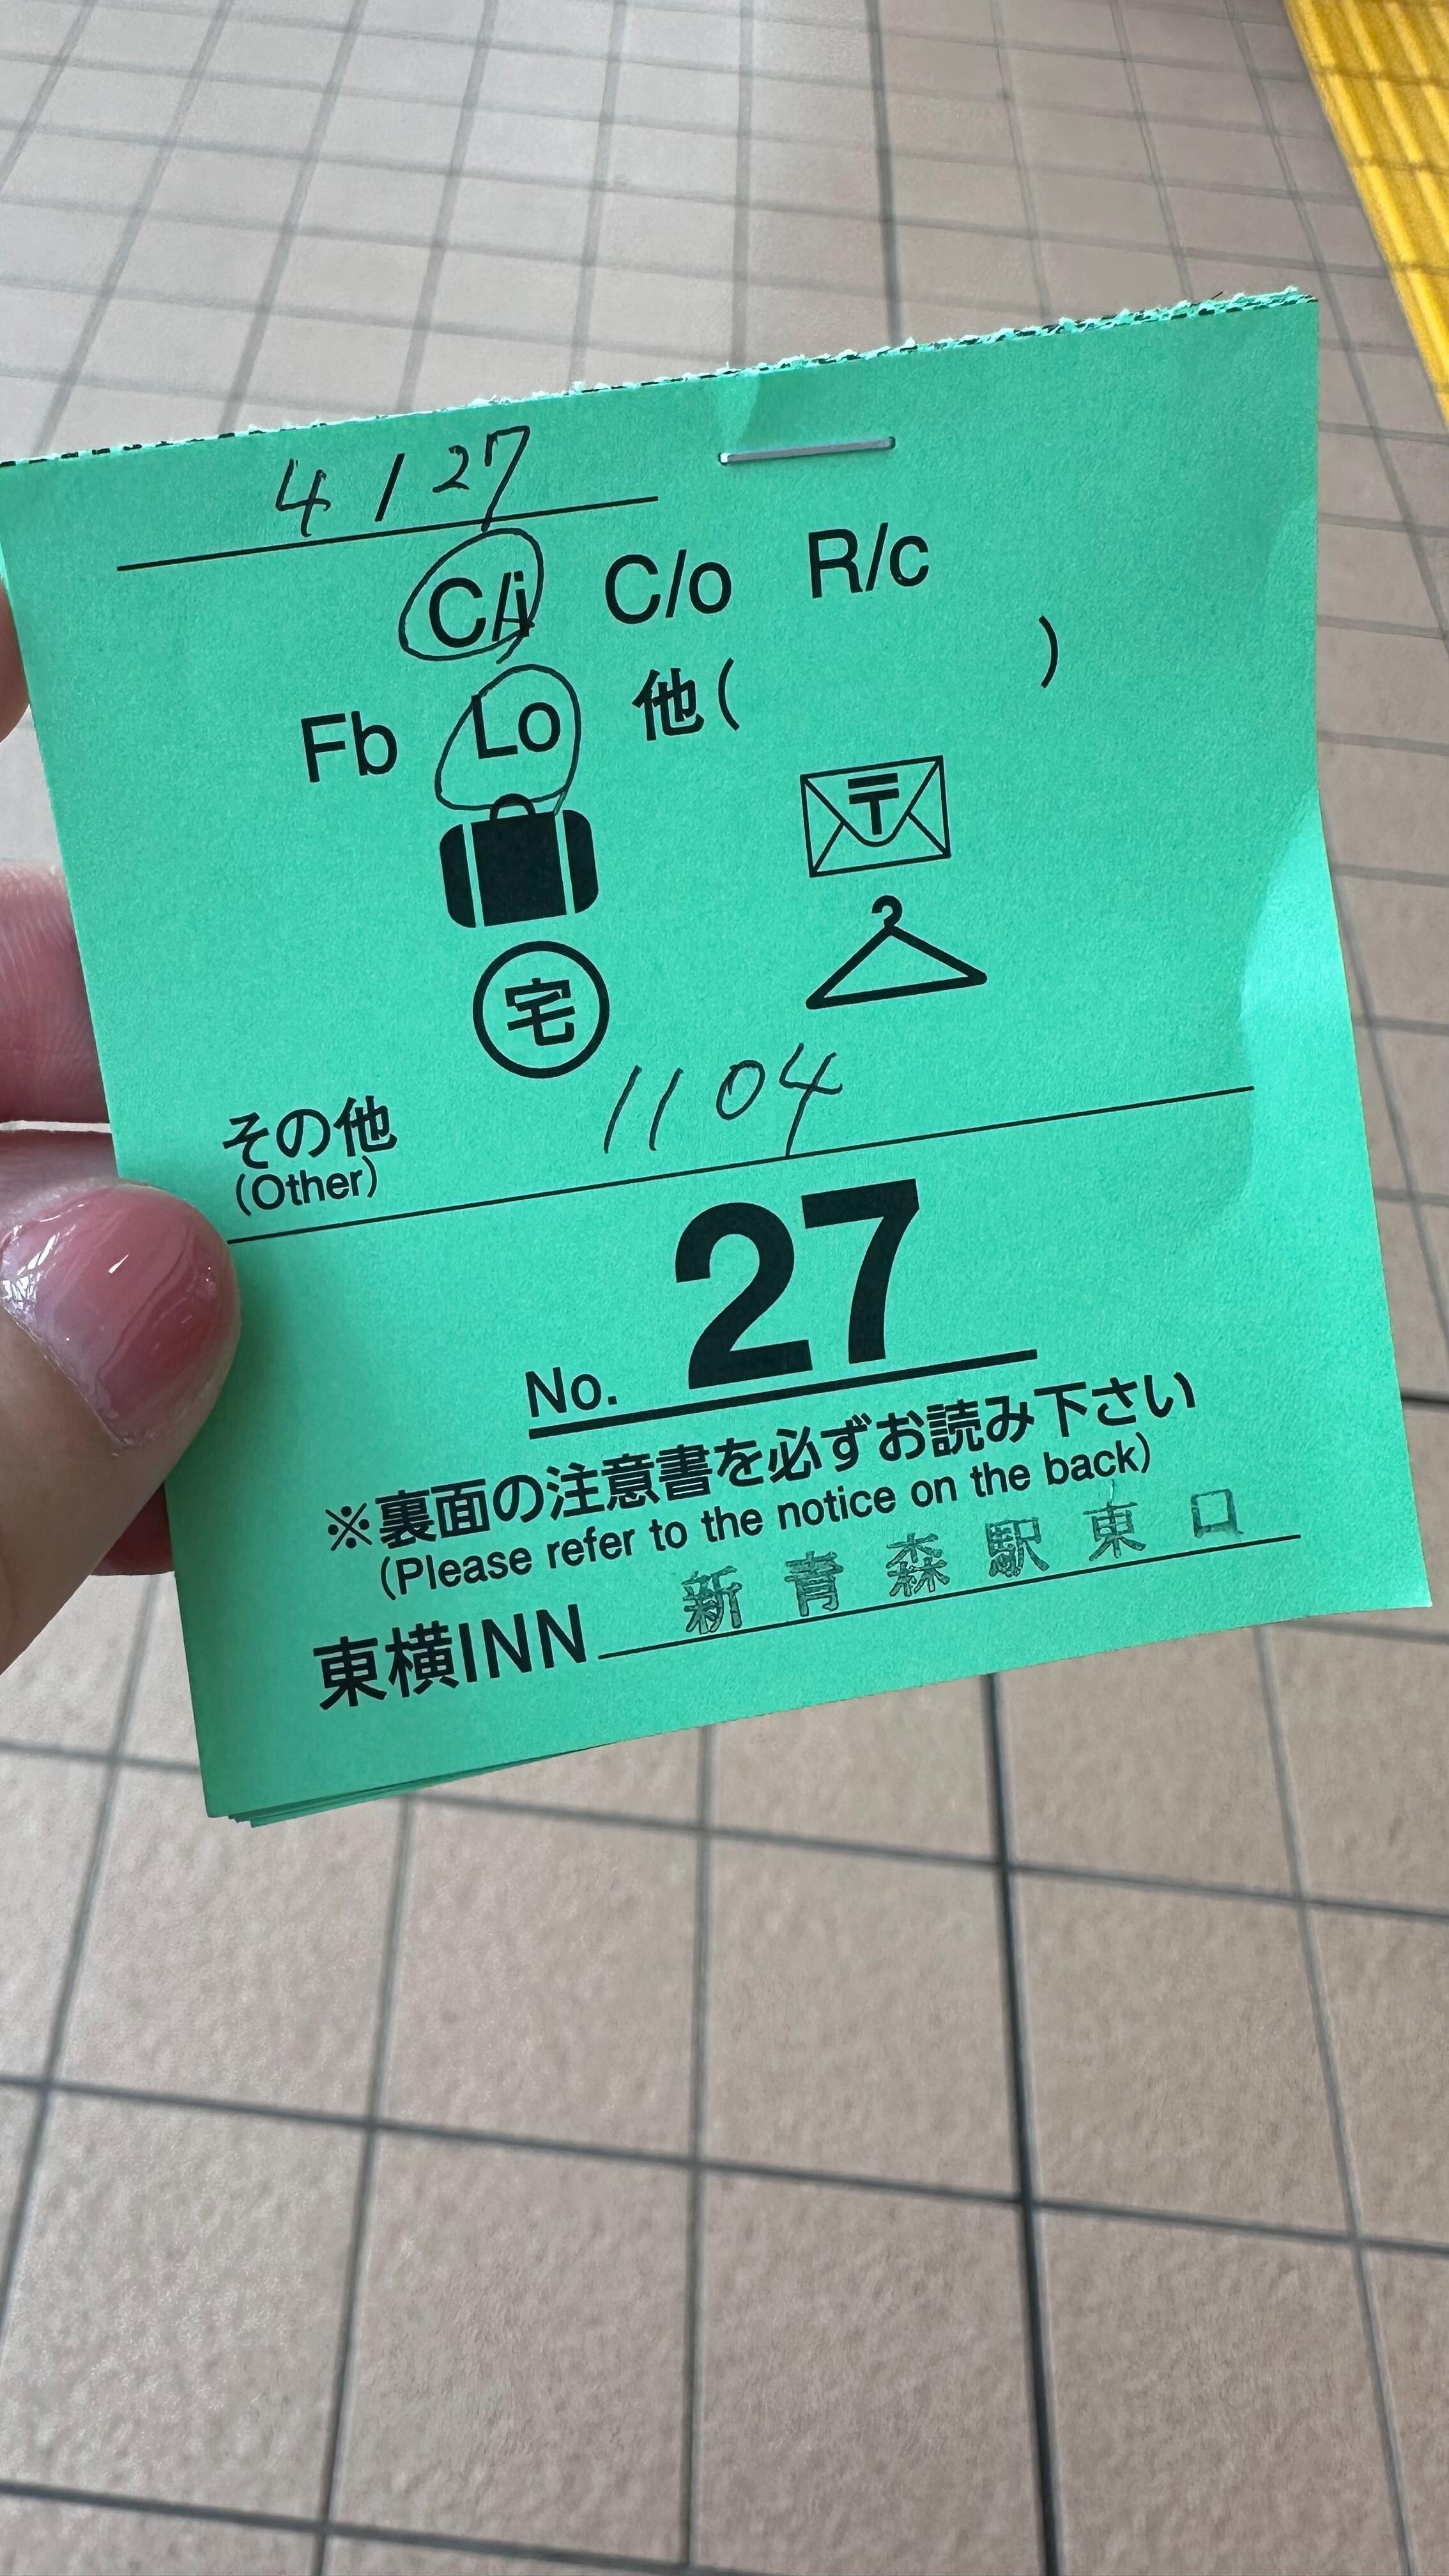 4/27
C/i C/o R/c
Fb Lo 他( )
〒
宅
その他 1104
(Other)
No. 27
※裏面の注意書を必ずお読み下さい
(Please refer to the notice on the back)
東横INN 新青森駅東口